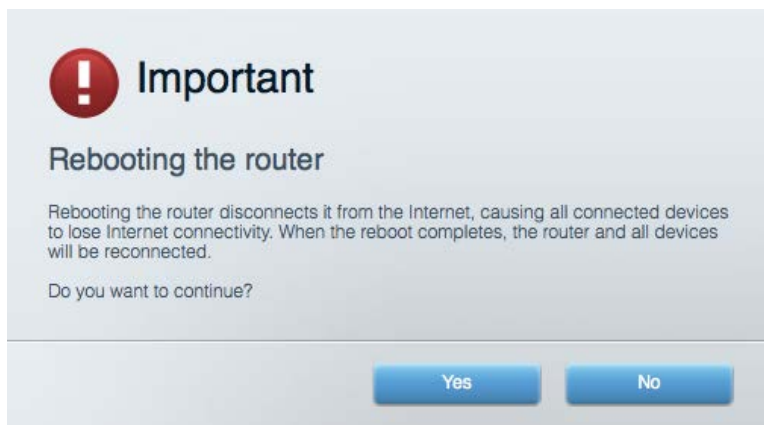 Important
Rebooting the router
Rebooting the router disconnects it from the Internet, causing all connected devices
to lose Internet connectivity. When the reboot completes, the router and all devices
will be reconnected.
Do you want to continue?
Yes No